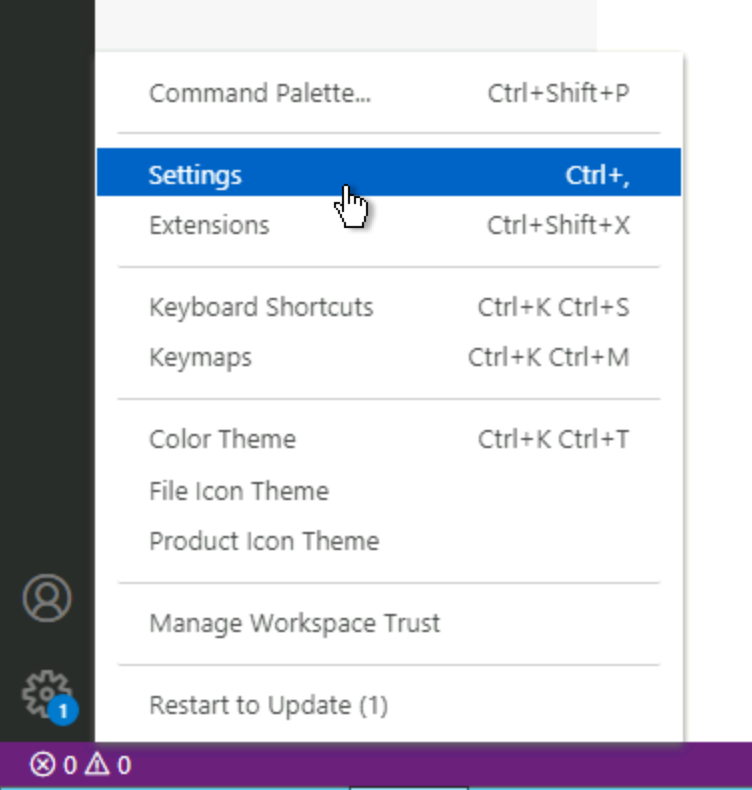 Command Palette... Ctrl+Shift+P
Settings Ctrl+,
Extensions Ctrl+Shift+X
Keyboard Shortcuts Ctrl+K Ctrl+S
Keymaps Ctrl+K Ctrl+M
Color Theme Ctrl+K Ctrl+T
File Icon Theme
Product Icon Theme
Manage Workspace Trust
Restart to Update (1)
1
0 0